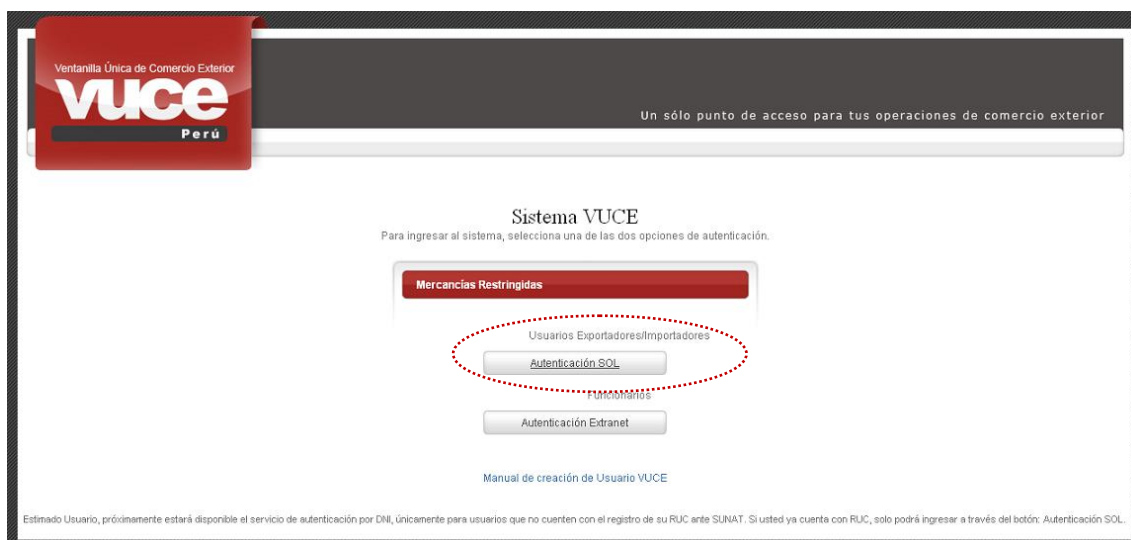 Ventanilla Única de Comercio Exterior
vuce
Perú
Un sólo punto de acceso para tus operaciones de comercio exterior
Sistema VUCE
Para ingresar al sistema, selecciona una de las dos opciones de autenticación.
Mercancías Restringidas
Usuarios Exportadores/Importadores
Autenticación SOL
Funcionarios
Autenticación Extranet
Manual de creación de Usuario VUCE
Estimado Usuario, próximamente estará disponible el servicio de autenticación por DNI, únicamente para usuarios que no cuenten con el registro de su RUC ante SUNAT. Si usted ya cuenta con RUC, solo podrá ingresar a través del botón: Autenticación SOL.